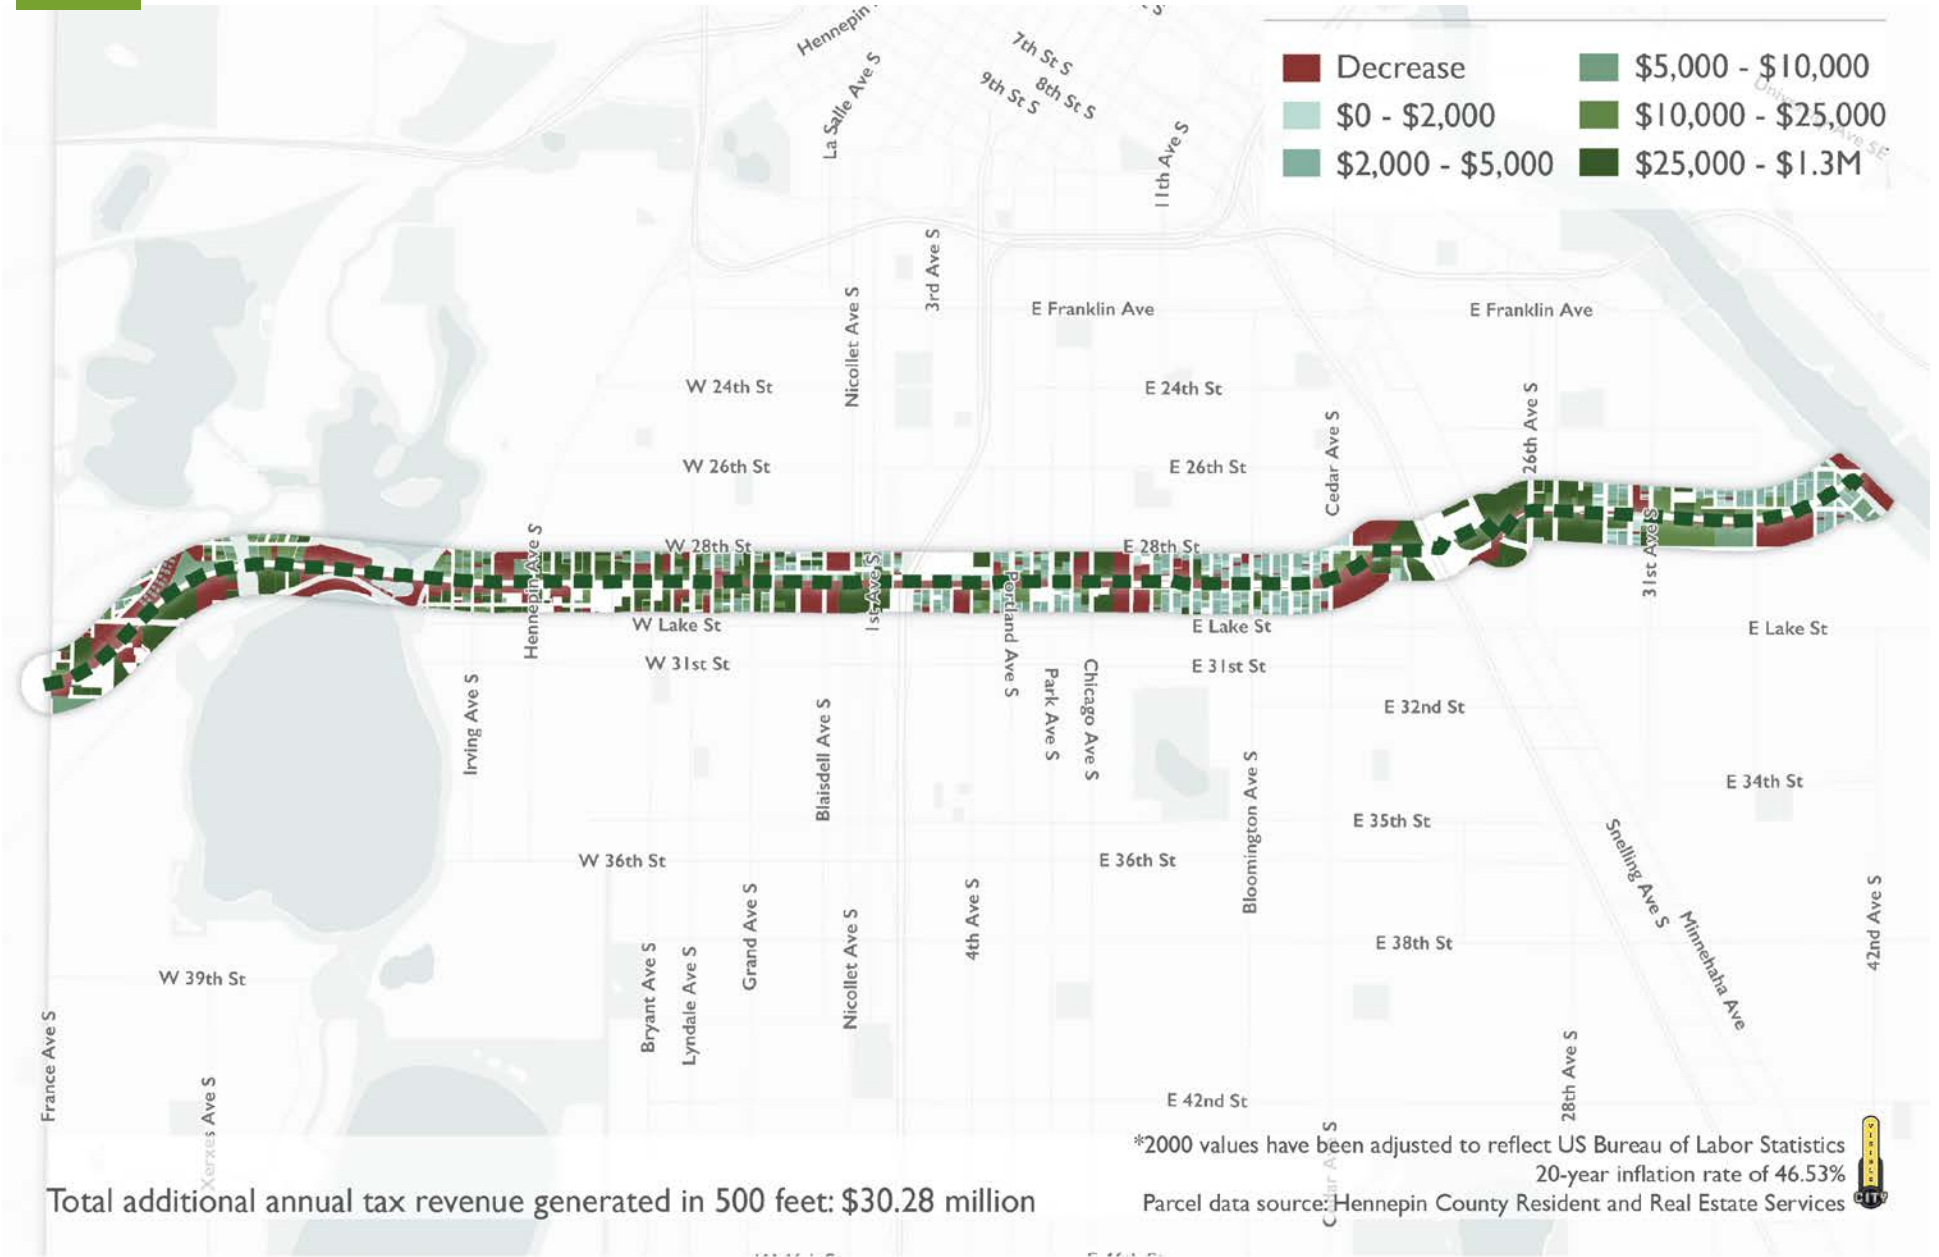 Hennepin
La Salle Ave S
7th St S
8th St S
9th St S
11th Ave S
Decrease
$0 - $2,000
$2,000 - $5,000
$5,000 - $10,000
$10,000 - $25,000
$25,000 - $1.3M
Ave SE
3rd Ave S
Nicollet Ave S
E Franklin Ave
E Franklin Ave
W 24th St
E 24th St
W 26th St
E 26th St
Cedar Ave S
26th Ave S
Hennepin Ave S
W 28th St
E 28th St
1st Ave S
Portland Ave S
31st Ave S
W Lake St
E Lake St
E Lake St
W 31st St
E 31st St
Irving Ave S
Blaisdell Ave S
Park Ave S
Chicago Ave S
E 32nd St
Bloomington Ave S
E 34th St
E 35th St
W 36th St
E 36th St
Snelling Ave S
Minnehaha Ave
42nd Ave S
Grand Ave S
Nicollet Ave S
4th Ave S
Bryant Ave S
Lyndale Ave S
E 38th St
W 39th St
France Ave S
Xerxes Ave S
28th Ave S
E 42nd St
Cedar Ave S
*2000 values have been adjusted to reflect US Bureau of Labor Statistics
20-year inflation rate of 46.53%
Parcel data source: Hennepin County Resident and Real Estate Services
VISIBLE
CITY
Total additional annual tax revenue generated in 500 feet: $30.28 million